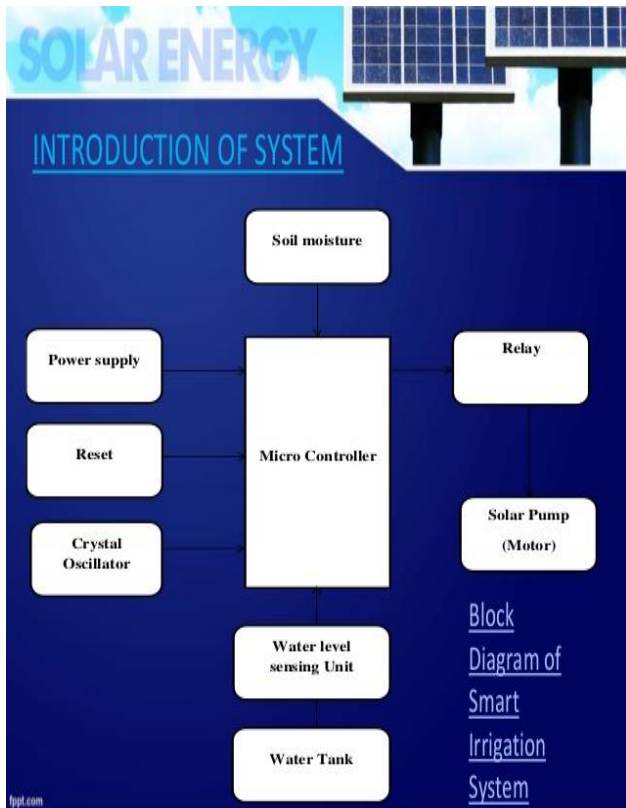 SOLAR ENERGY
INTRODUCTION OF SYSTEM
Soil moisture
Power supply
Relay
Reset
Micro Controller
Crystal
Oscillator
Solar Pump
(Motor)
Water level
sensing Unit
Water Tank
Block
Diagram of
Smart
Irrigation
System
fppt.com